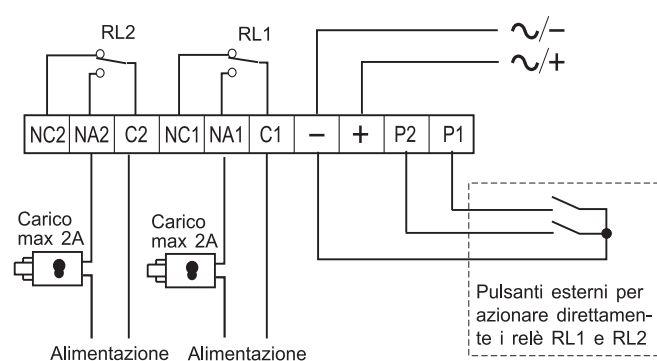 ∿/−
∿/+
RL2
RL1
NC2 NA2 C2 NC1 NA1 C1 − + P2 P1
Carico
max 2A
Carico
max 2A
Pulsanti esterni per
azionare direttamen-
te i relè RL1 e RL2
Alimentazione
Alimentazione